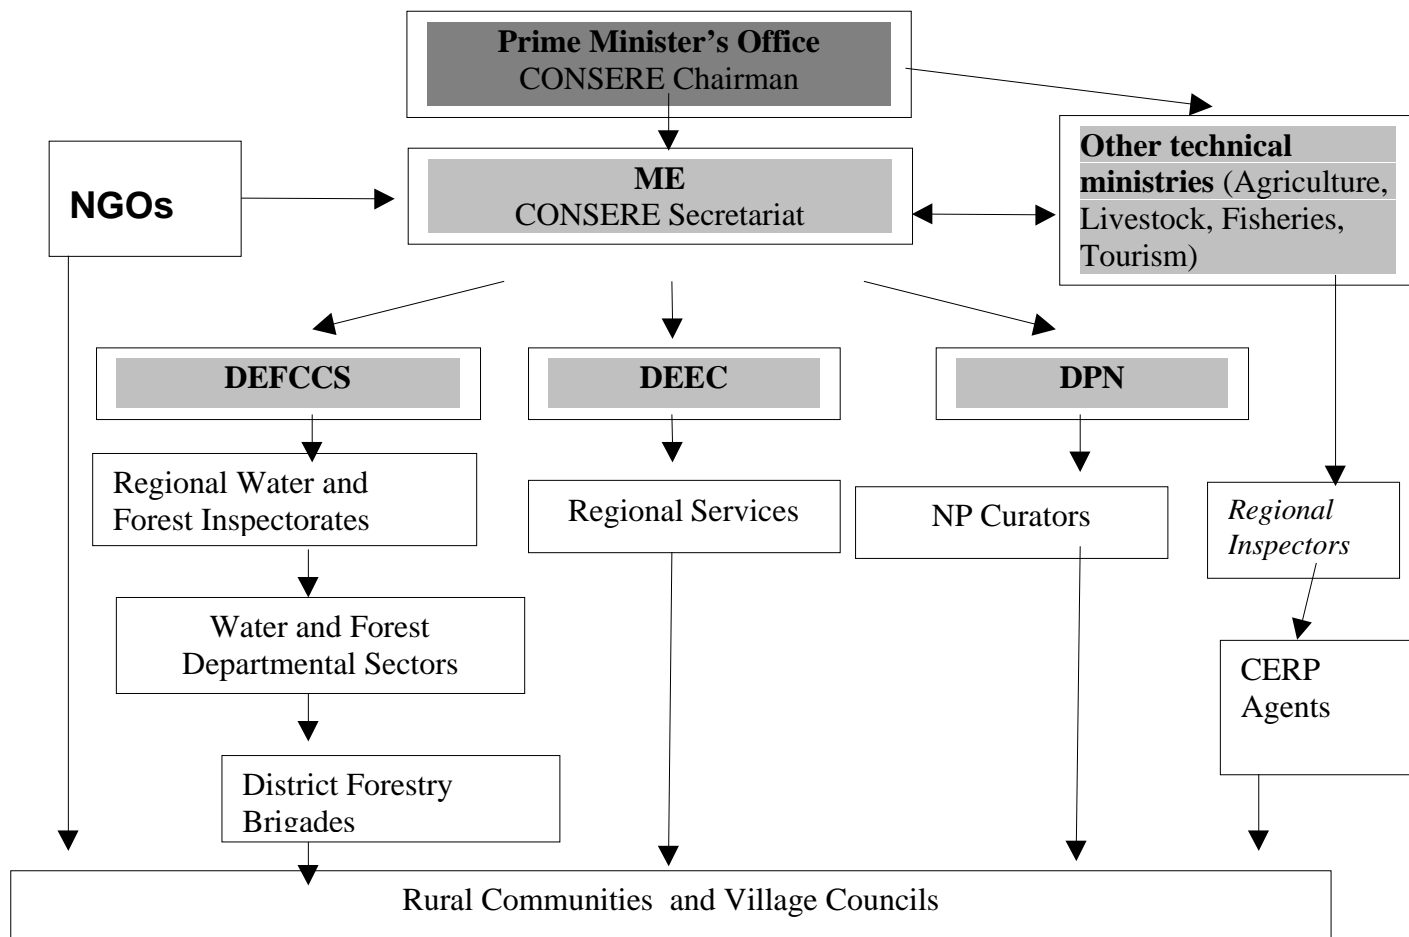 Prime Minister’s Office
CONSERE Chairman
NGOs
ME
CONSERE Secretariat
Other technical
ministries (Agriculture,
Livestock, Fisheries,
Tourism)
DEFCCS
DEEC
DPN
Regional Water and
Forest Inspectorates
Regional Services
NP Curators
Regional
Inspectors
Water and Forest
Departmental Sectors
CERP
Agents
District Forestry
Brigades
Rural Communities and Village Councils